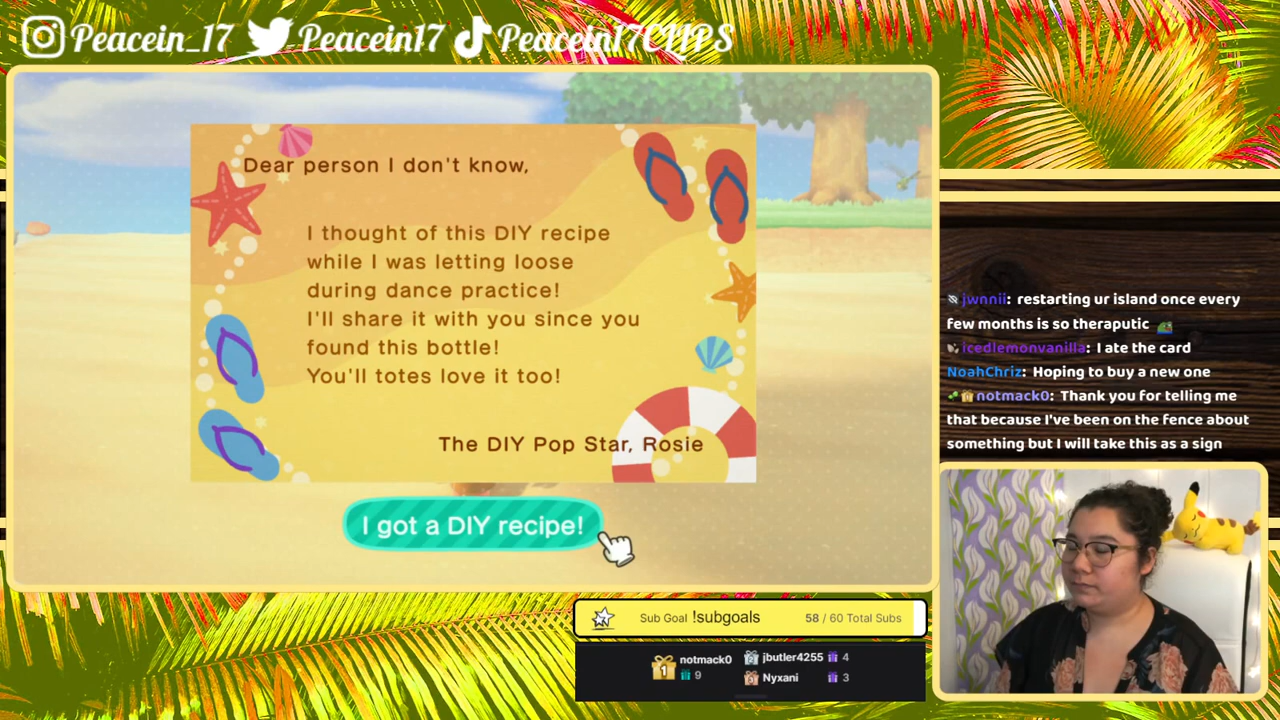 Peacein_17 Peacein17 Peacein17ClIPS
Dear person I don't know,
I thought of this DIY recipe
while I was letting loose
during dance practice!
I'll share it with you since you
found this bottle!
You'll totes love it too!
The DIY Pop Star, Rosie
I got a DIY recipe!
jwnnii: restarting ur island once every
few months is so theraputic
icedlemonvanilla: I ate the card
NoahChriz: Hoping to buy a new one
notmack0: Thank you for telling me
that because I've been on the fence about
something but I will take this as a sign
Sub Goal !subgoals 58 / 60 Total Subs
1 notmack0 9
2 jbutler4255 4
3 Nyxani 3